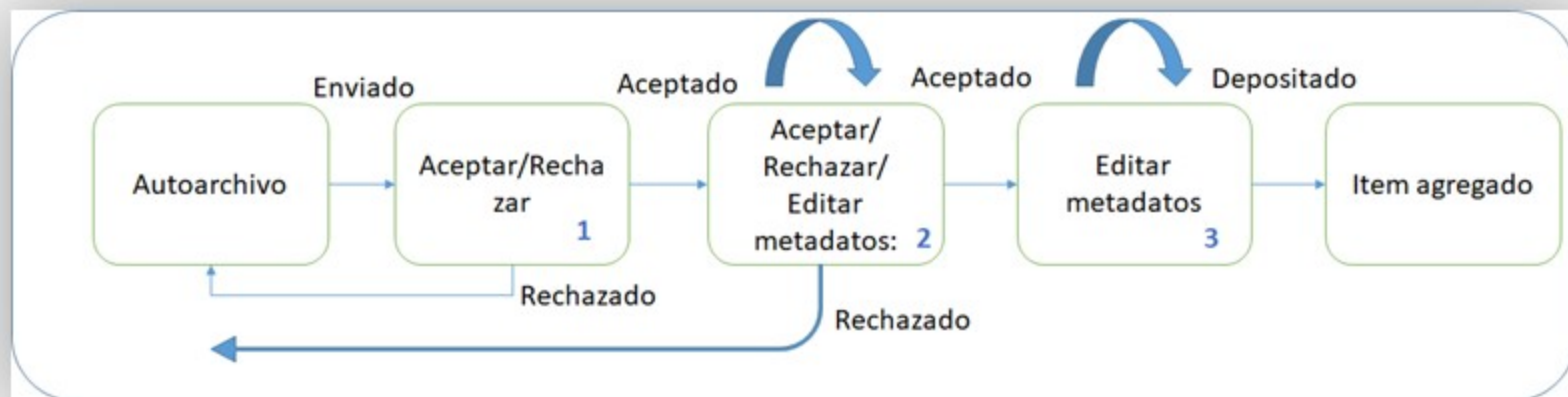 Enviado
Aceptado
Aceptado
Depositado
Autoarchivo
Aceptar/Recha
zar
1
Aceptar/
Rechazar/
Editar
metadatos: 2
Editar
metadatos
3
Item agregado
Rechazado
Rechazado